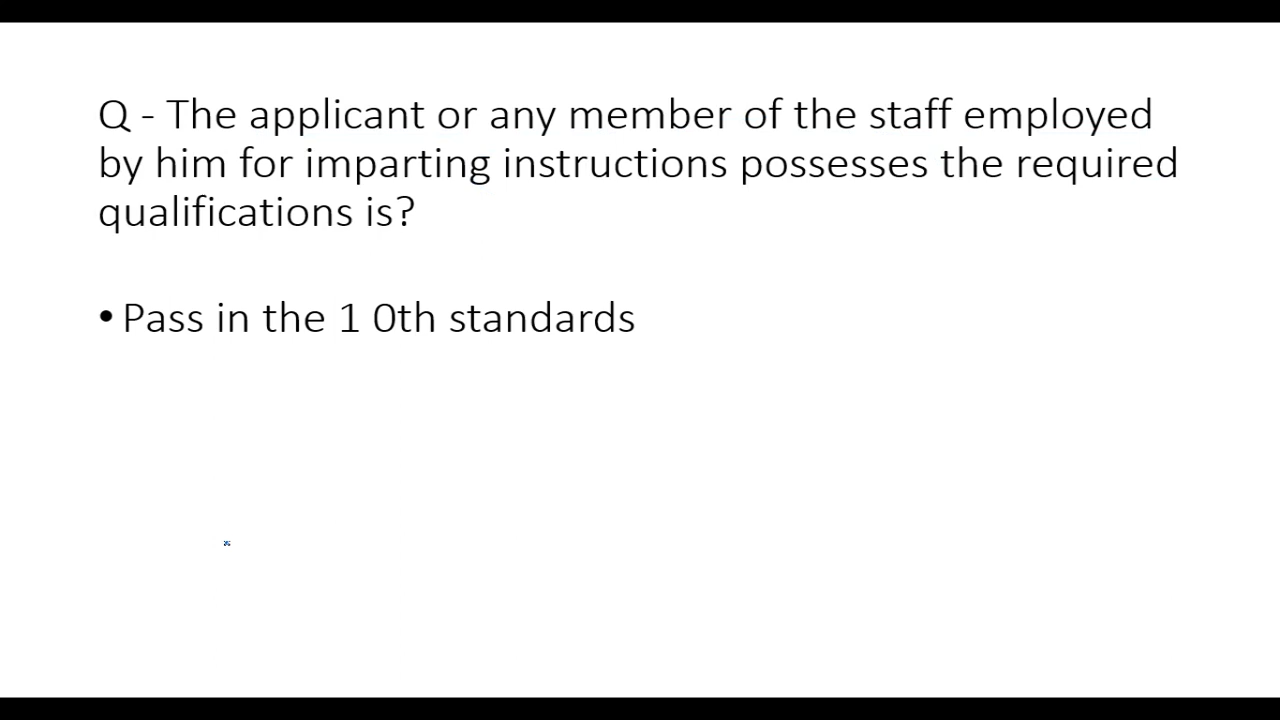 Q - The applicant or any member of the staff employed
by him for imparting instructions possesses the required
qualifications is?
• Pass in the 1 0th standards